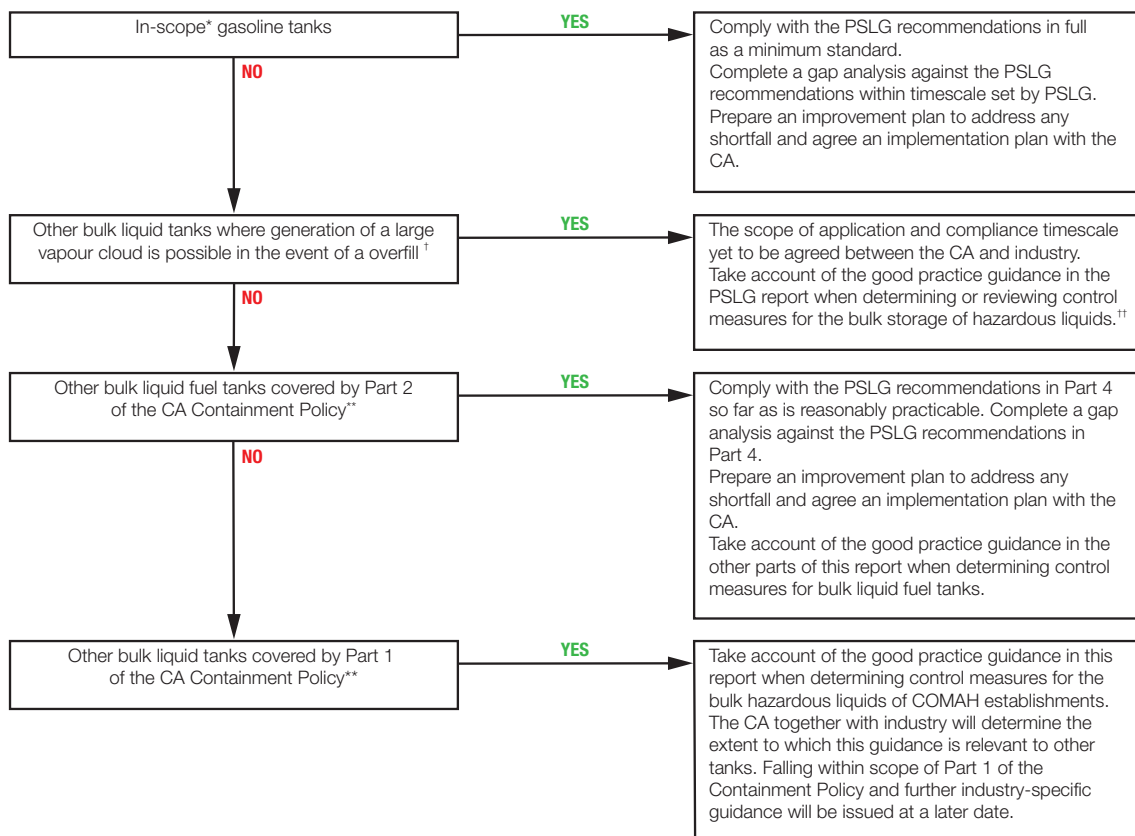 In-scope* gasoline tanks
YES
Comply with the PSLG recommendations in full
as a minimum standard.
Complete a gap analysis against the PSLG
recommendations within timescale set by PSLG.
Prepare an improvement plan to address any
shortfall and agree an implementation plan with the
CA.
NO
Other bulk liquid tanks where generation of a large
vapour cloud is possible in the event of a overfill †
YES
The scope of application and compliance timescale
yet to be agreed between the CA and industry.
Take account of the good practice guidance in the
PSLG report when determining or reviewing control
measures for the bulk storage of hazardous liquids.††
NO
Other bulk liquid fuel tanks covered by Part 2
of the CA Containment Policy**
YES
Comply with the PSLG recommendations in Part 4
so far as is reasonably practicable. Complete a gap
analysis against the PSLG recommendations in
Part 4.
Prepare an improvement plan to address any
shortfall and agree an implementation plan with the
CA.
Take account of the good practice guidance in the
other parts of this report when determining control
measures for bulk liquid fuel tanks.
NO
Other bulk liquid tanks covered by Part 1
of the CA Containment Policy**
YES
Take account of the good practice guidance in this
report when determining control measures for the
bulk hazardous liquids of COMAH establishments.
The CA together with industry will determine the
extent to which this guidance is relevant to other
tanks. Falling within scope of Part 1 of the
Containment Policy and further industry-specific
guidance will be issued at a later date.